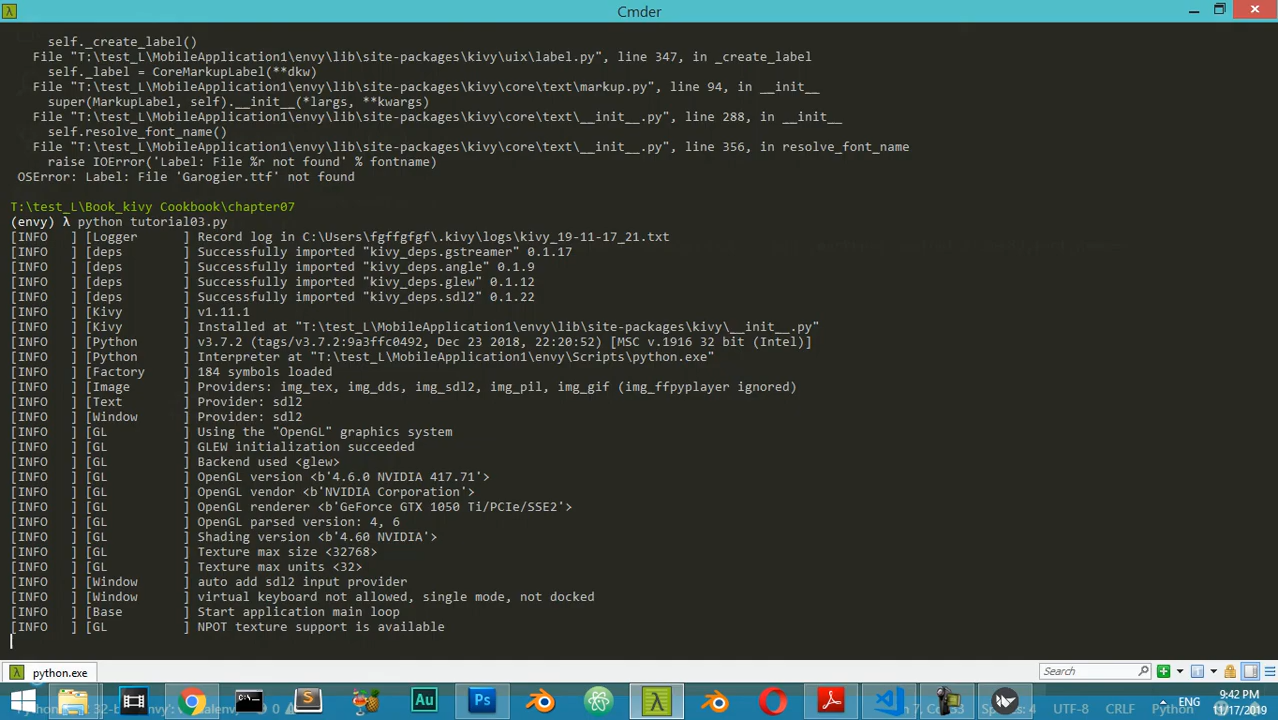 Cmder
self._create_label()
File "T:\test_L\MobileApplication1\envy\lib\site-packages\kivy\uix\label.py", line 347, in _create_label
self._label = CoreMarkupLabel(**dkw)
File "T:\test_L\MobileApplication1\envy\lib\site-packages\kivy\core\text\markup.py", line 94, in __init__
super(MarkupLabel, self).__init__(*largs, **kwargs)
File "T:\test_L\MobileApplication1\envy\lib\site-packages\kivy\core\text\__init__.py", line 288, in __init__
self.resolve_font_name()
File "T:\test_L\MobileApplication1\envy\lib\site-packages\kivy\core\text\__init__.py", line 356, in resolve_font_name
raise IOError('Label: File %r not found' % fontname)
OSError: Label: File 'Garogier.ttf' not found
T:\test_L\Book_kivy Cookbook\chapter07
(envy) λ python tutorial03.py
[INFO   ] [Logger      ] Record log in C:\Users\fgffgfgf\.kivy\logs\kivy_19-11-17_21.txt
[INFO   ] [deps        ] Successfully imported "kivy_deps.gstreamer" 0.1.17
[INFO   ] [deps        ] Successfully imported "kivy_deps.angle" 0.1.9
[INFO   ] [deps        ] Successfully imported "kivy_deps.glew" 0.1.12
[INFO   ] [deps        ] Successfully imported "kivy_deps.sdl2" 0.1.22
[INFO   ] [Kivy        ] v1.11.1
[INFO   ] [Kivy        ] Installed at "T:\test_L\MobileApplication1\envy\lib\site-packages\kivy\__init__.py"
[INFO   ] [Python      ] v3.7.2 (tags/v3.7.2:9a3ffc0492, Dec 23 2018, 22:20:52) [MSC v.1916 32 bit (Intel)]
[INFO   ] [Python      ] Interpreter at "T:\test_L\MobileApplication1\envy\Scripts\python.exe"
[INFO   ] [Factory     ] 184 symbols loaded
[INFO   ] [Image       ] Providers: img_tex, img_dds, img_sdl2, img_pil, img_gif (img_ffpyplayer ignored)
[INFO   ] [Text        ] Provider: sdl2
[INFO   ] [Window      ] Provider: sdl2
[INFO   ] [GL          ] Using the "OpenGL" graphics system
[INFO   ] [GL          ] GLEW initialization succeeded
[INFO   ] [GL          ] Backend used <glew>
[INFO   ] [GL          ] OpenGL version <b'4.6.0 NVIDIA 417.71'>
[INFO   ] [GL          ] OpenGL vendor <b'NVIDIA Corporation'>
[INFO   ] [GL          ] OpenGL renderer <b'GeForce GTX 1050 Ti/PCIe/SSE2'>
[INFO   ] [GL          ] OpenGL parsed version: 4, 6
[INFO   ] [GL          ] Shading version <b'4.60 NVIDIA'>
[INFO   ] [GL          ] Texture max size <32768>
[INFO   ] [GL          ] Texture max units <32>
[INFO   ] [Window      ] auto add sdl2 input provider
[INFO   ] [Window      ] virtual keyboard not allowed, single mode, not docked
[INFO   ] [Base        ] Start application main loop
[INFO   ] [GL          ] NPOT texture support is available
python.exe
Search
Au
Ps
ENG
9:42 PM
11/17/2019
UTF-8
CRLF
Python